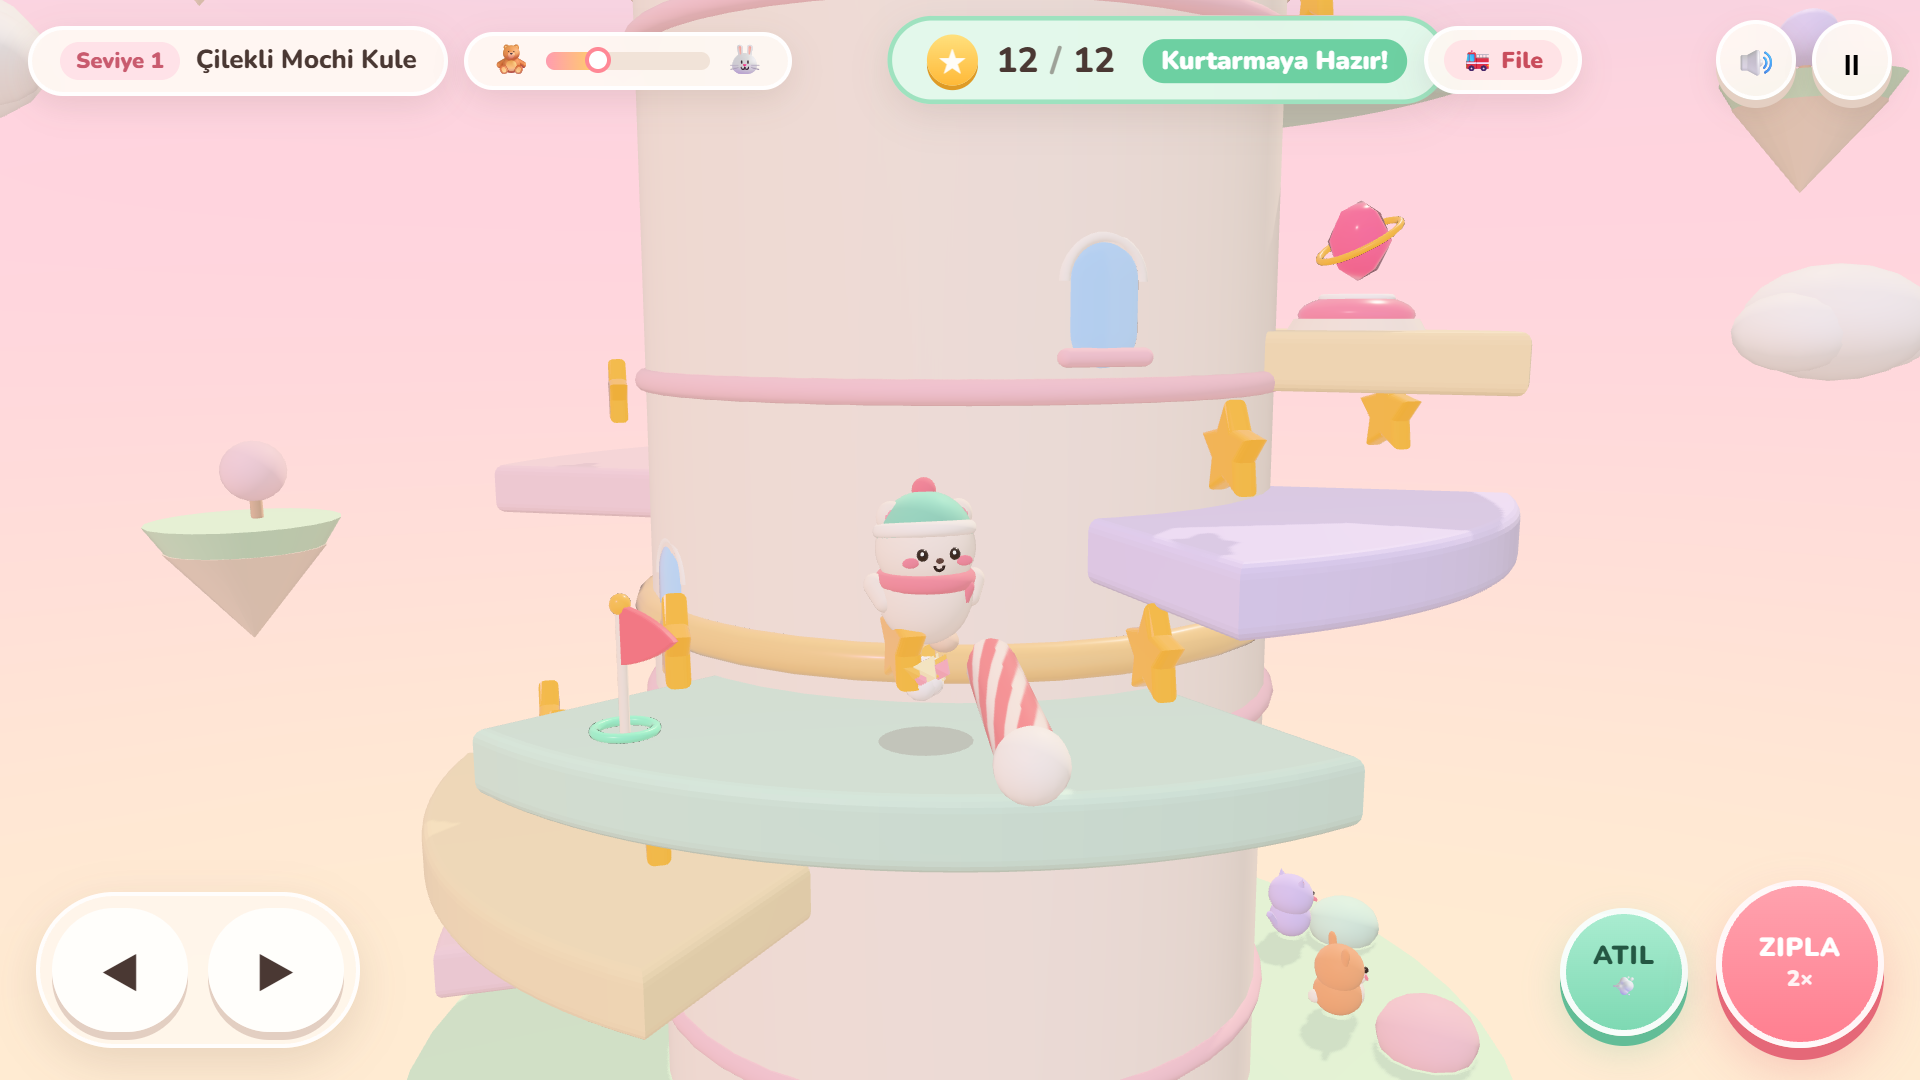 Seviye 1 Çilekli Mochi Kule
12 / 12 Kurtarmaya Hazır!
File
ATIL
ZIPLA
2×